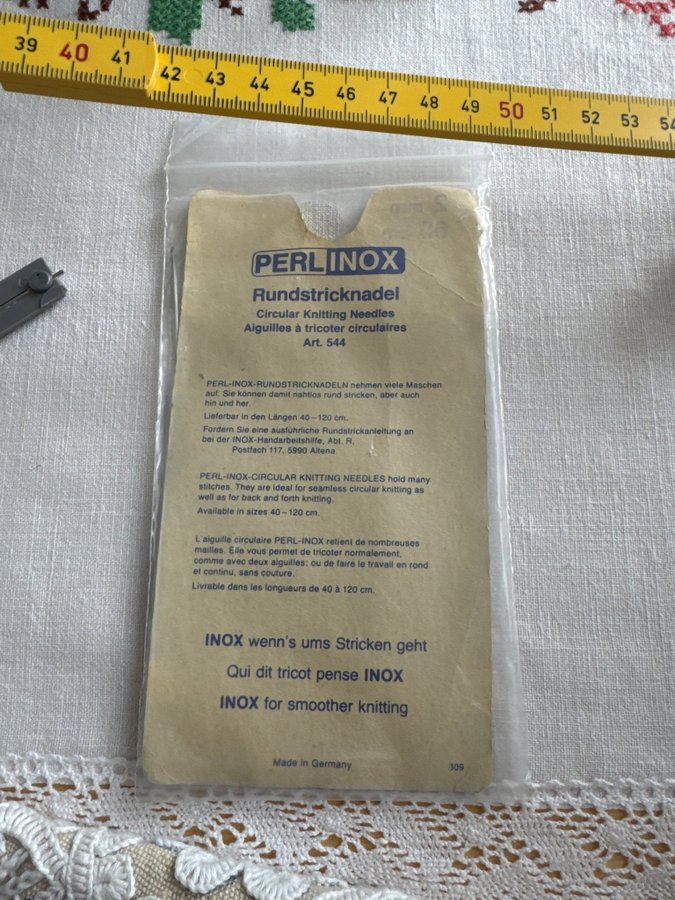 39 40 41 42 43 44 45 46 47 48 49 50 51 52 53 54
PERL INOX
Rundstricknadel
Circular Knitting Needles
Aiguilles à tricoter circulaires
Art. 544
PERL-INOX-RUNDSTRICKNADELN nehmen viele Maschen
auf. Sie können damit nahtlos rund stricken, aber auch
hin und her.
Lieferbar in den Längen 40–120 cm.
Fordern Sie eine ausführliche Rundstrickanleitung an
bei der INOX-Handarbeitshilfe, Abt. R,
Postfach 117, 5990 Altena
PERL-INOX-CIRCULAR KNITTING NEEDLES hold many
stitches. They are ideal for seamless circular knitting as
well as for back and forth knitting.
Available in sizes 40–120 cm.
L'aiguille circulaire PERL-INOX retient de nombreuses
mailles. Elle vous permet de tricoter normalement,
comme avec deux aiguilles; ou de faire le travail en rond
et continu, sans couture.
Livrable dans les longueurs de 40 à 120 cm.
INOX wenn's ums Stricken geht
Qui dit tricot pense INOX
INOX for smoother knitting
Made in Germany